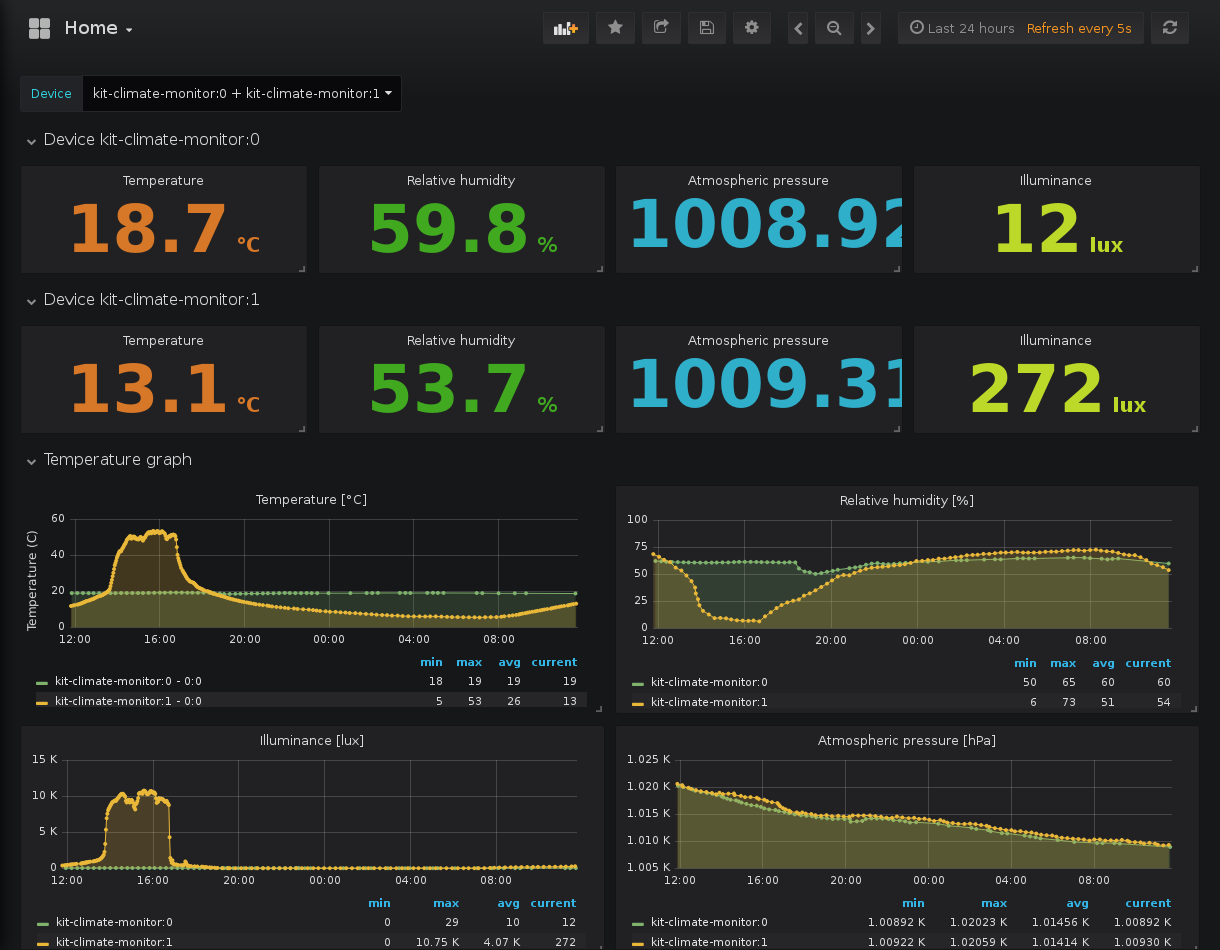 Home
Last 24 hours Refresh every 5s
Device kit-climate-monitor:0 + kit-climate-monitor:1
Device kit-climate-monitor:0
Temperature Relative humidity Atmospheric pressure Illuminance
18.7 °C 59.8 % 1008.92 12 lux
Device kit-climate-monitor:1
Temperature Relative humidity Atmospheric pressure Illuminance
13.1 °C 53.7 % 1009.31 272 lux
Temperature graph
Temperature [°C]
Temperature (C)
60
40
20
0
12:00 16:00 20:00 00:00 04:00 08:00
min max avg current
kit-climate-monitor:0 - 0:0 18 19 19 19
kit-climate-monitor:1 - 0:0 5 53 26 13
Relative humidity [%]
100
75
50
25
0
12:00 16:00 20:00 00:00 04:00 08:00
min max avg current
kit-climate-monitor:0 50 65 60 60
kit-climate-monitor:1 6 73 51 54
Illuminance [lux]
15 K
10 K
5 K
0
12:00 16:00 20:00 00:00 04:00 08:00
min max avg current
kit-climate-monitor:0 0 29 10 12
kit-climate-monitor:1 0 10.75 K 4.07 K 272
Atmospheric pressure [hPa]
1.025 K
1.020 K
1.015 K
1.010 K
1.005 K
12:00 16:00 20:00 00:00 04:00 08:00
min max avg current
kit-climate-monitor:0 1.00892 K 1.02023 K 1.01456 K 1.00892 K
kit-climate-monitor:1 1.00922 K 1.02059 K 1.01414 K 1.00930 K